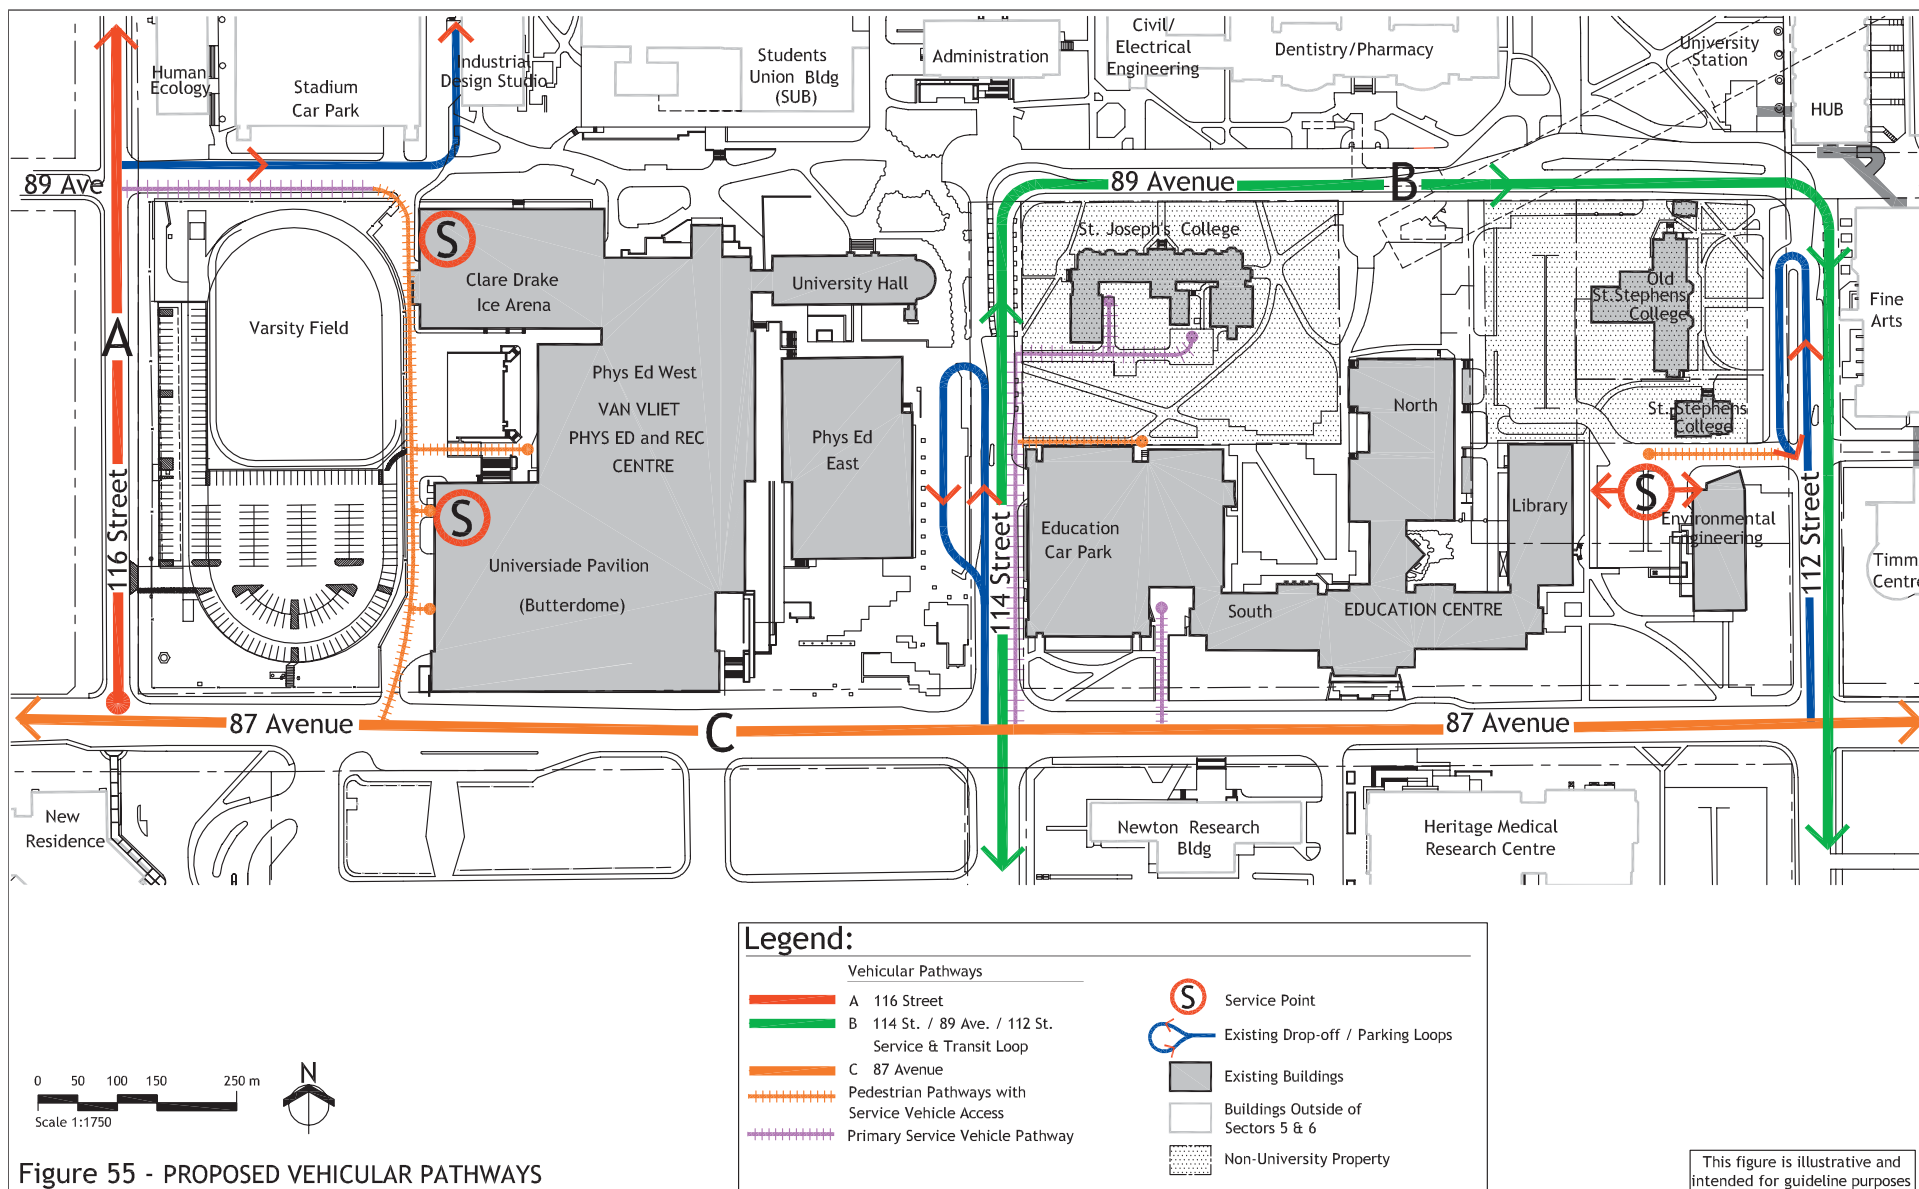 Human
Ecology
Stadium
Car Park
Industrial
Design Studio
Students
Union Bldg
(SUB)
Administration
Civil/
Electrical
Engineering
Dentistry/Pharmacy
University
Station
HUB
89 Ave
89 Avenue
B
S
Clare Drake
Ice Arena
University Hall
St. Joseph's College
Old
St.Stephens
College
Fine
Arts
Varsity Field
A
Phys Ed West
VAN VLIET
PHYS ED and REC
CENTRE
Phys Ed
East
North
St. Stephens
College
116 Street
S
Universiade Pavilion
(Butterdome)
114 Street
Education
Car Park
South
EDUCATION CENTRE
Library
S
Environmental
Engineering
112 Street
Timm
Centre
87 Avenue
C
87 Avenue
New
Residence
Newton Research
Bldg
Heritage Medical
Research Centre
Legend:
Vehicular Pathways
A 116 Street
B 114 St. / 89 Ave. / 112 St.
Service & Transit Loop
C 87 Avenue
Pedestrian Pathways with
Service Vehicle Access
Primary Service Vehicle Pathway
S Service Point
Existing Drop-off / Parking Loops
Existing Buildings
Buildings Outside of
Sectors 5 & 6
Non-University Property
0 50 100 150 250 m
Scale 1:1750
N
Figure 55 - PROPOSED VEHICULAR PATHWAYS
This figure is illustrative and
intended for guideline purposes